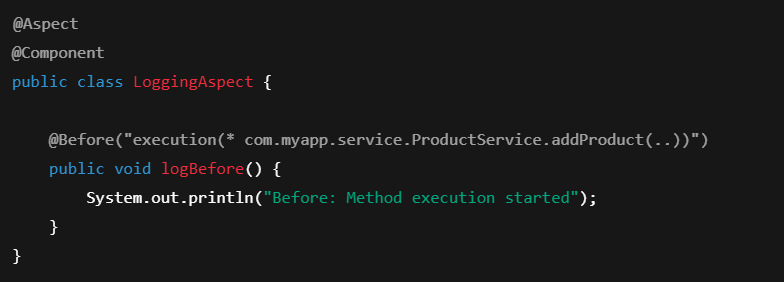 @Aspect
@Component
public class LoggingAspect {
@Before("execution(* com.myapp.service.ProductService.addProduct(..))")
public void logBefore() {
System.out.println("Before: Method execution started");
}
}